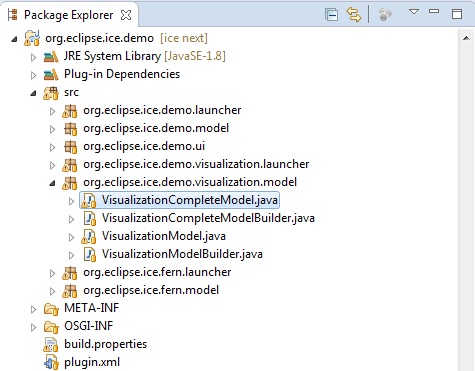 Package Explorer
org.eclipse.ice.demo [ice next]
JRE System Library [JavaSE-1.8]
Plug-in Dependencies
src
org.eclipse.ice.demo.launcher
org.eclipse.ice.demo.model
org.eclipse.ice.demo.ui
org.eclipse.ice.demo.visualization.launcher
org.eclipse.ice.demo.visualization.model
VisualizationCompleteModel.java
VisualizationCompleteModelBuilder.java
VisualizationModel.java
VisualizationModelBuilder.java
org.eclipse.ice.fern.launcher
org.eclipse.ice.fern.model
META-INF
OSGI-INF
build.properties
plugin.xml